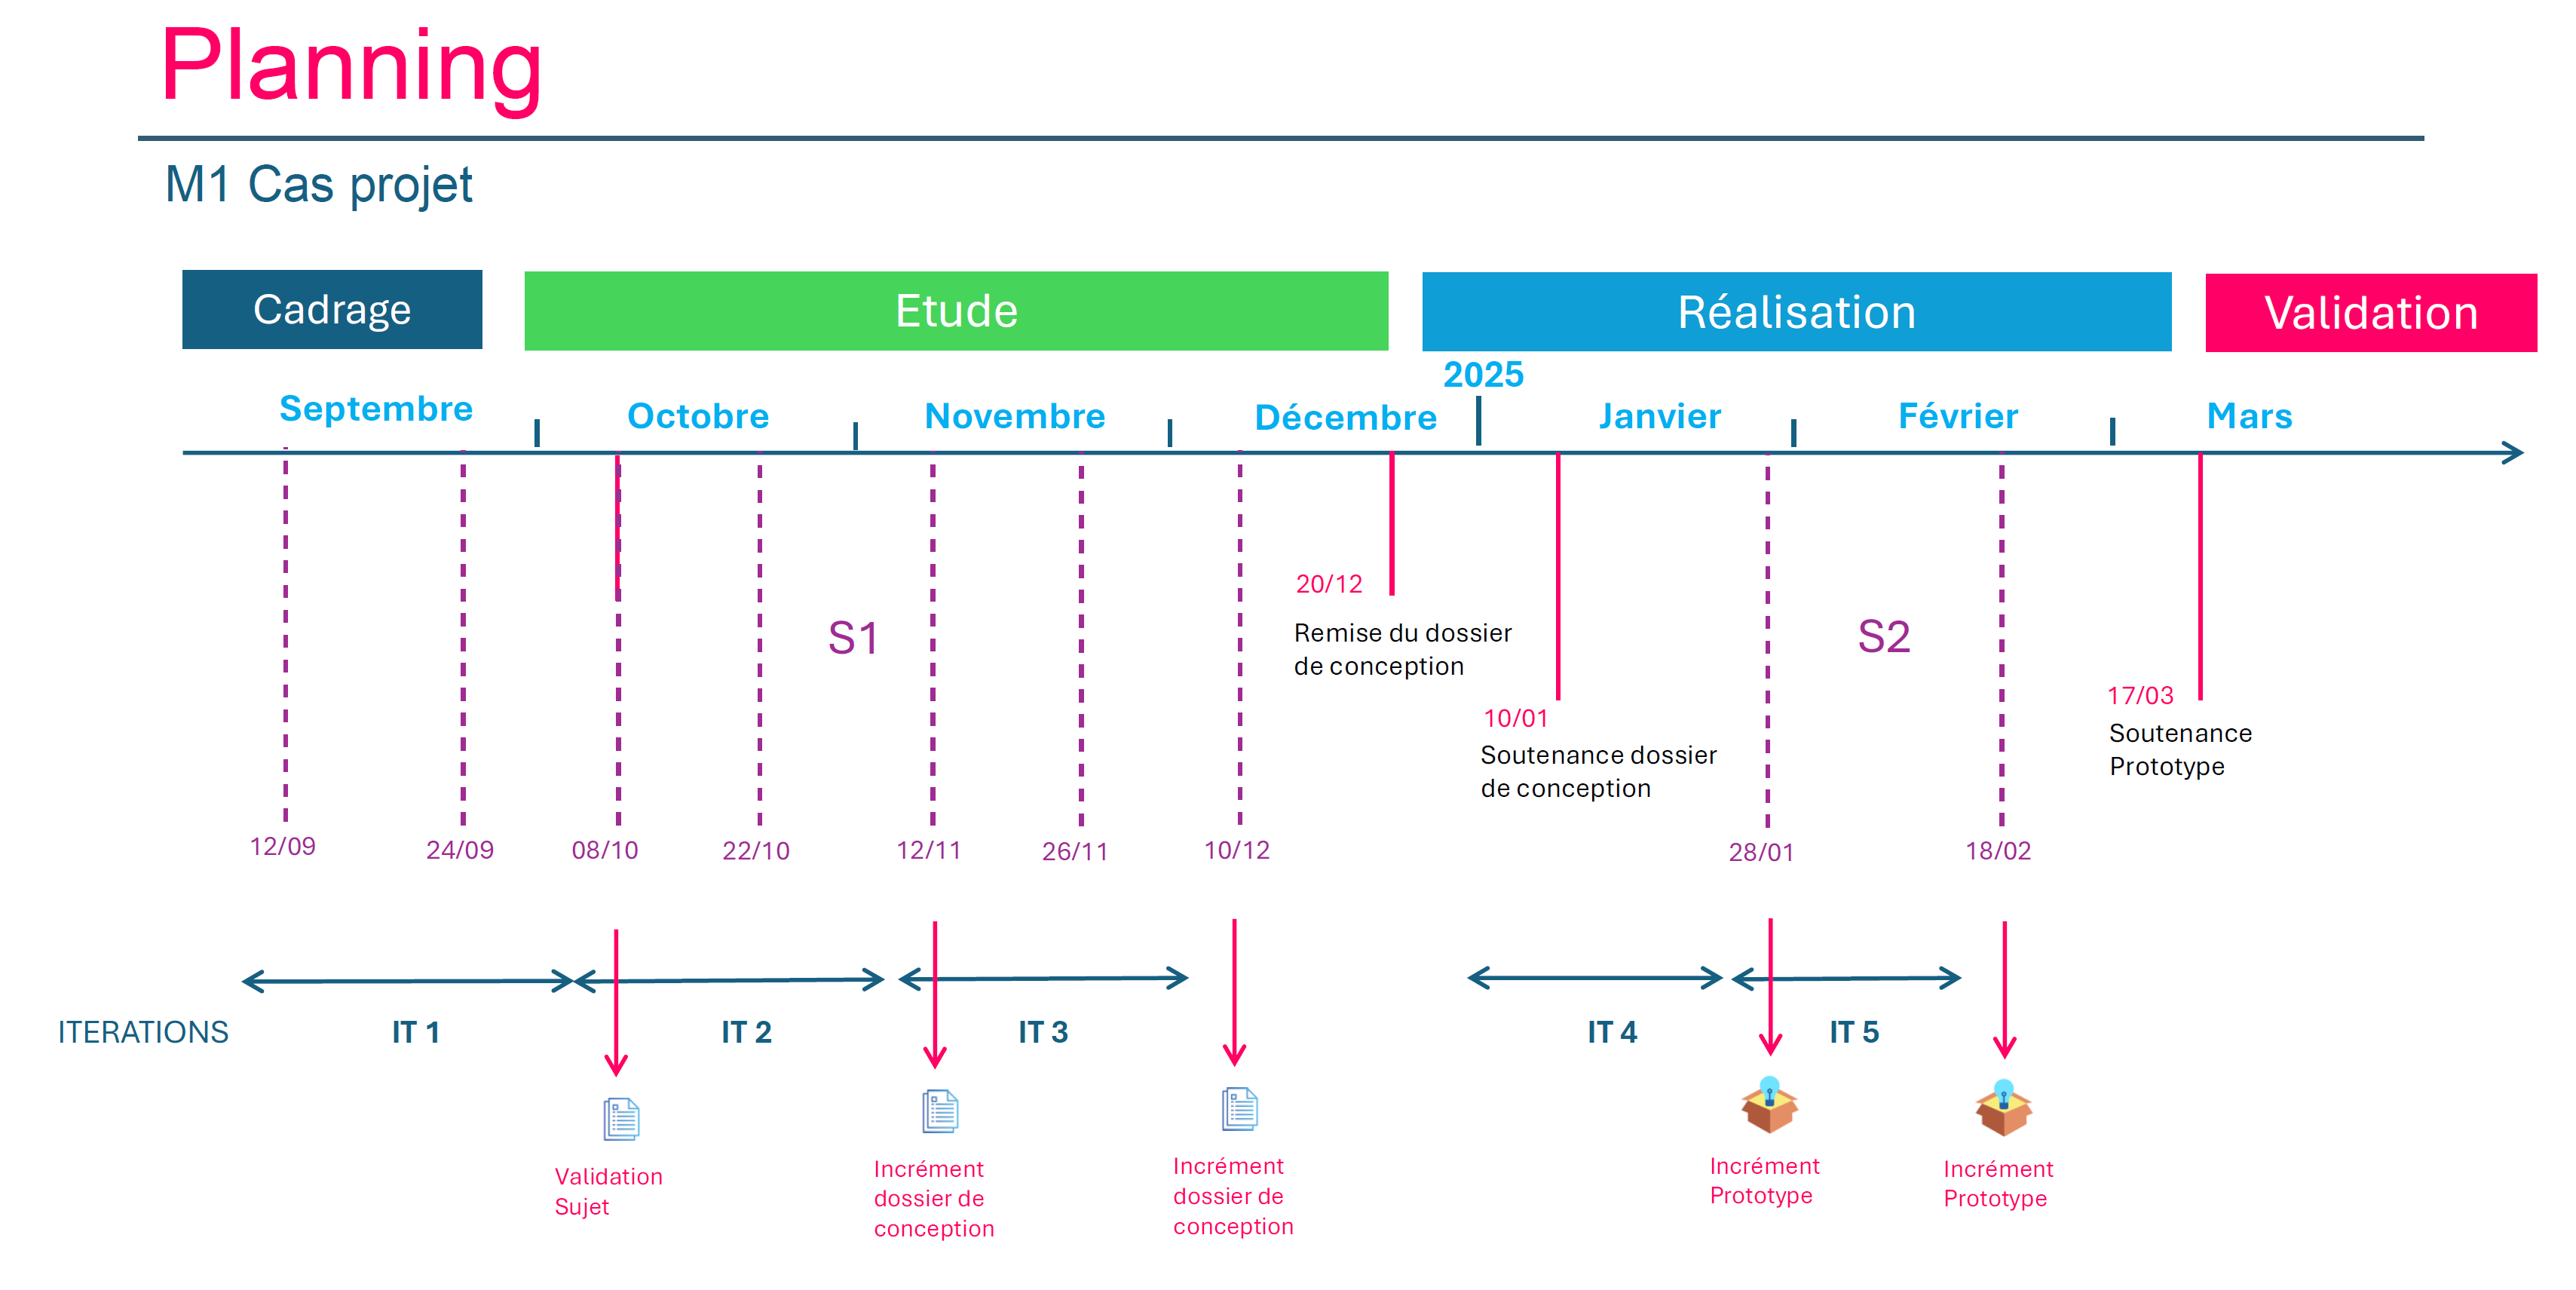 Planning
M1 Cas projet
Cadrage
Etude
Réalisation
Validation
2025
Septembre
Octobre
Novembre
Décembre
Janvier
Février
Mars
20/12
Remise du dossier
de conception
S1
S2
10/01
Soutenance dossier
de conception
17/03
Soutenance
Prototype
12/09
24/09
08/10
22/10
12/11
26/11
10/12
28/01
18/02
ITERATIONS
IT 1
IT 2
IT 3
IT 4
IT 5
Validation
Sujet
Incrément
dossier de
conception
Incrément
dossier de
conception
Incrément
Prototype
Incrément
Prototype